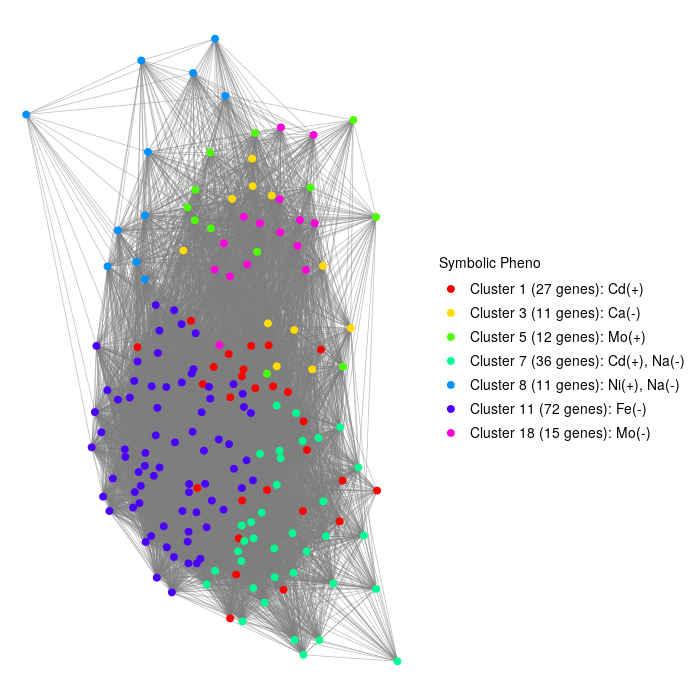 Symbolic Pheno
Cluster 1 (27 genes): Cd(+)
Cluster 3 (11 genes): Ca(-)
Cluster 5 (12 genes): Mo(+)
Cluster 7 (36 genes): Cd(+), Na(-)
Cluster 8 (11 genes): Ni(+), Na(-)
Cluster 11 (72 genes): Fe(-)
Cluster 18 (15 genes): Mo(-)